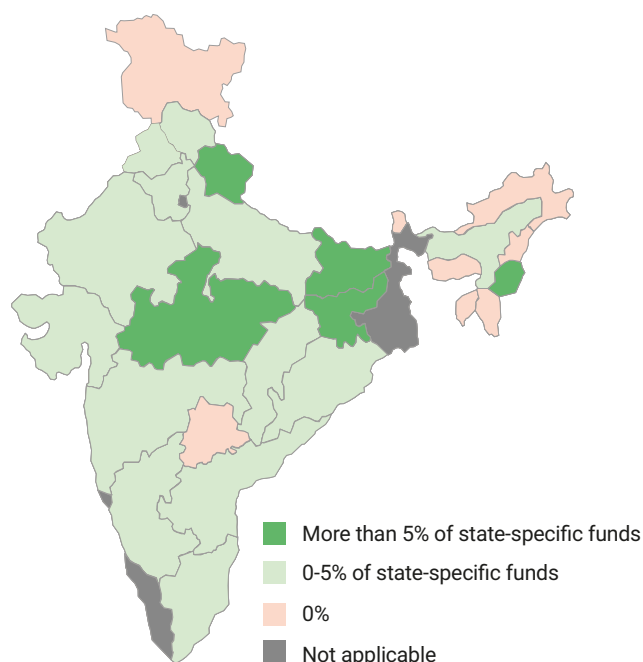 More than 5% of state-specific funds
0-5% of state-specific funds
0%
Not applicable